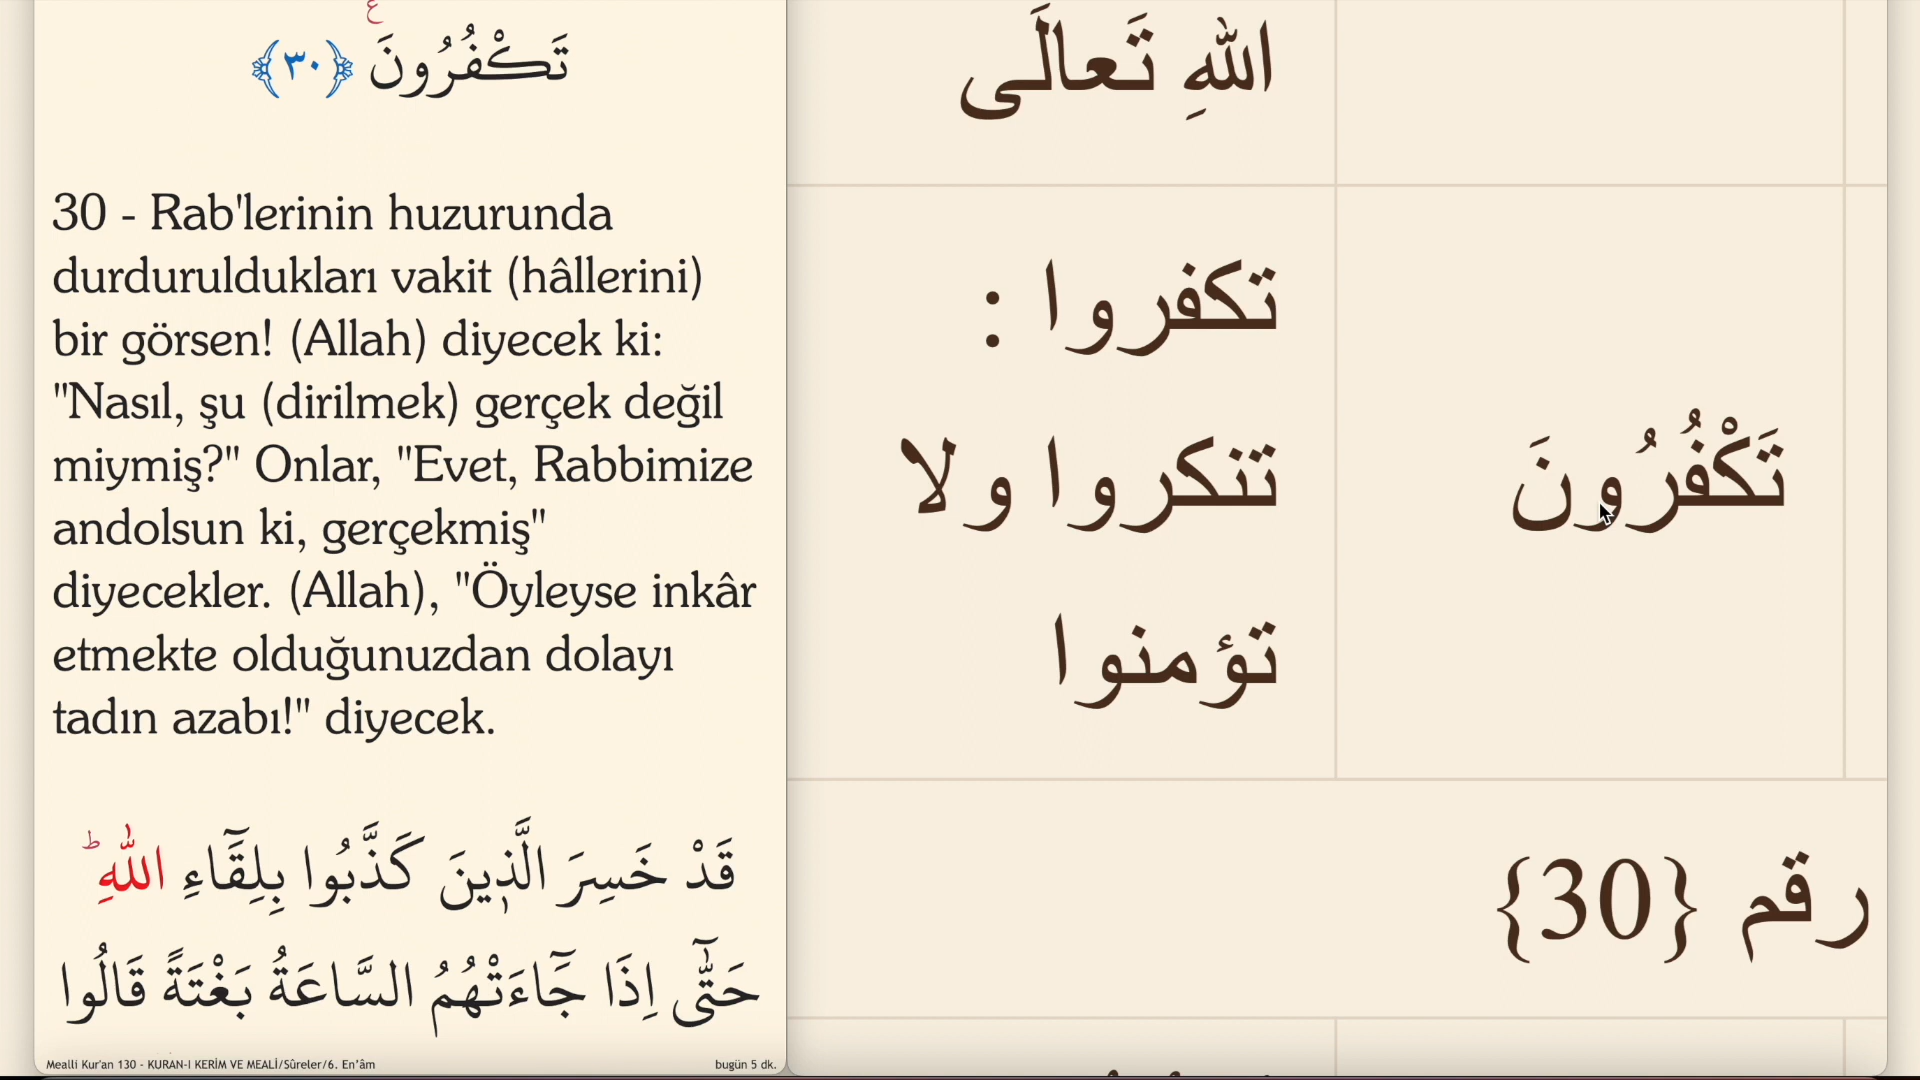 تَكْفُرُونَ ﴿٣٠﴾
30 - Rab'lerinin huzurunda
durduruldukları vakit (hâllerini)
bir görsen! (Allah) diyecek ki:
"Nasıl, şu (dirilmek) gerçek değil
miymiş?" Onlar, "Evet, Rabbimize
andolsun ki, gerçekmiş"
diyecekler. (Allah), "Öyleyse inkâr
etmekte olduğunuzdan dolayı
tadın azabı!" diyecek.
قَدْ خَسِرَ الَّذ۪ينَ كَذَّبُوا بِلِقَٓاءِ اللّٰهِۜ
حَتّٰٓى اِذَا جَٓاءَتْهُمُ السَّاعَةُ بَغْتَةً قَالُوا
Mealli Kur'an 130 - KURAN-I KERİM VE MEALİ/Sûreler/6. En'âm
bugün 5 dk.
اللهِ تَعالَى
تَكْفُرُونَ
تكفروا :
تنكروا ولا
تؤمنوا
رقم {30}